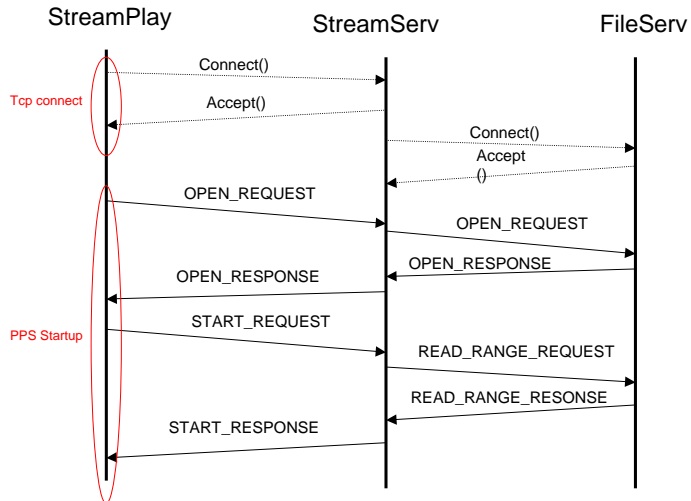 StreamPlay
StreamServ
FileServ
Connect()
Tcp connect
Accept()
Connect()
Accept
()
OPEN_REQUEST
OPEN_REQUEST
OPEN_RESPONSE
OPEN_RESPONSE
START_REQUEST
PPS Startup
READ_RANGE_REQUEST
READ_RANGE_RESONSE
START_RESPONSE